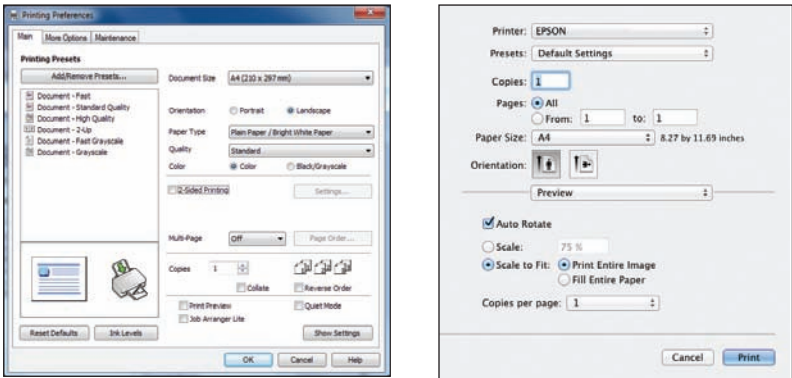 Printing Preferences
Main More Options Maintenance
Printing Presets
Add/Remove Presets...
Document - Fast
Document - Standard Quality
Document - High Quality
Document - 2-Up
Document - Fast Grayscale
Document - Grayscale
Reset Defaults Ink Levels
Document Size A4 (210 x 297 mm)
Orientation Portrait Landscape
Paper Type Plain Paper / Bright White Paper
Quality Standard
Color Color Black/Grayscale
2-Sided Printing Settings...
Multi-Page Off Page Order...
Copies 1
Collate Reverse Order
Print Preview Quiet Mode
Job Arranger Lite
Show Settings
OK Cancel Help
Printer: EPSON
Presets: Default Settings
Copies: 1
Pages: All
From: 1 to: 1
Paper Size: A4 8.27 by 11.69 inches
Orientation:
Preview
Auto Rotate
Scale: 75 %
Scale to Fit: Print Entire Image
Fill Entire Paper
Copies per page: 1
Cancel Print